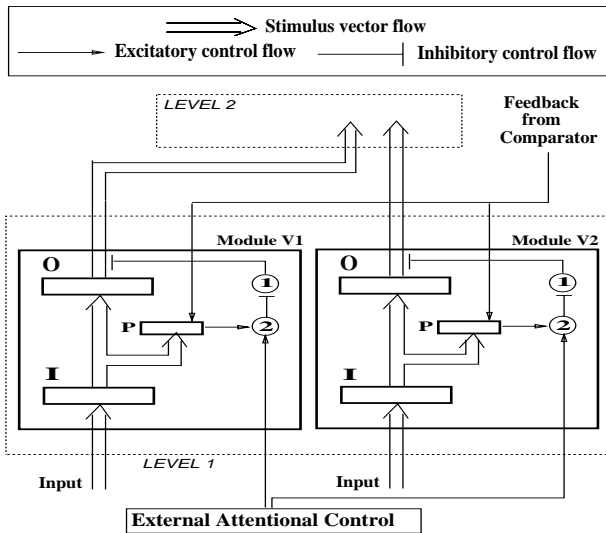 Stimulus vector flow
Excitatory control flow
Inhibitory control flow
LEVEL 2
Feedback
from
Comparator
Module V1
O
1
P
2
I
Module V2
O
1
P
2
I
Input
LEVEL 1
Input
External Attentional Control